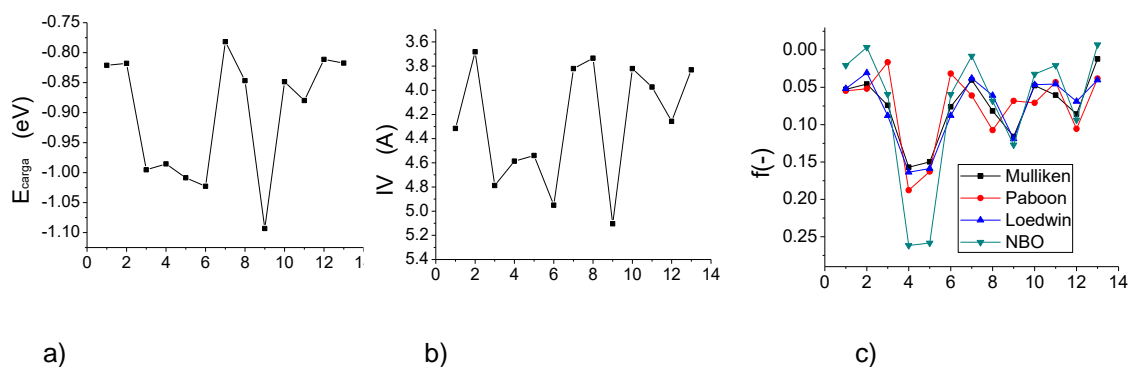 -0.75
-0.80
-0.85
-0.90
-0.95
-1.00
-1.05
-1.10
E carga (eV)
0 2 4 6 8 10 12 1
a)
3.6
3.8
4.0
4.2
4.4
4.6
4.8
5.0
5.2
5.4
IV (A)
0 2 4 6 8 10 12 14
b)
0.00
0.05
0.10
0.15
0.20
0.25
f(-)
Mulliken
Paboon
Loedwin
NBO
0 2 4 6 8 10 12 14
c)